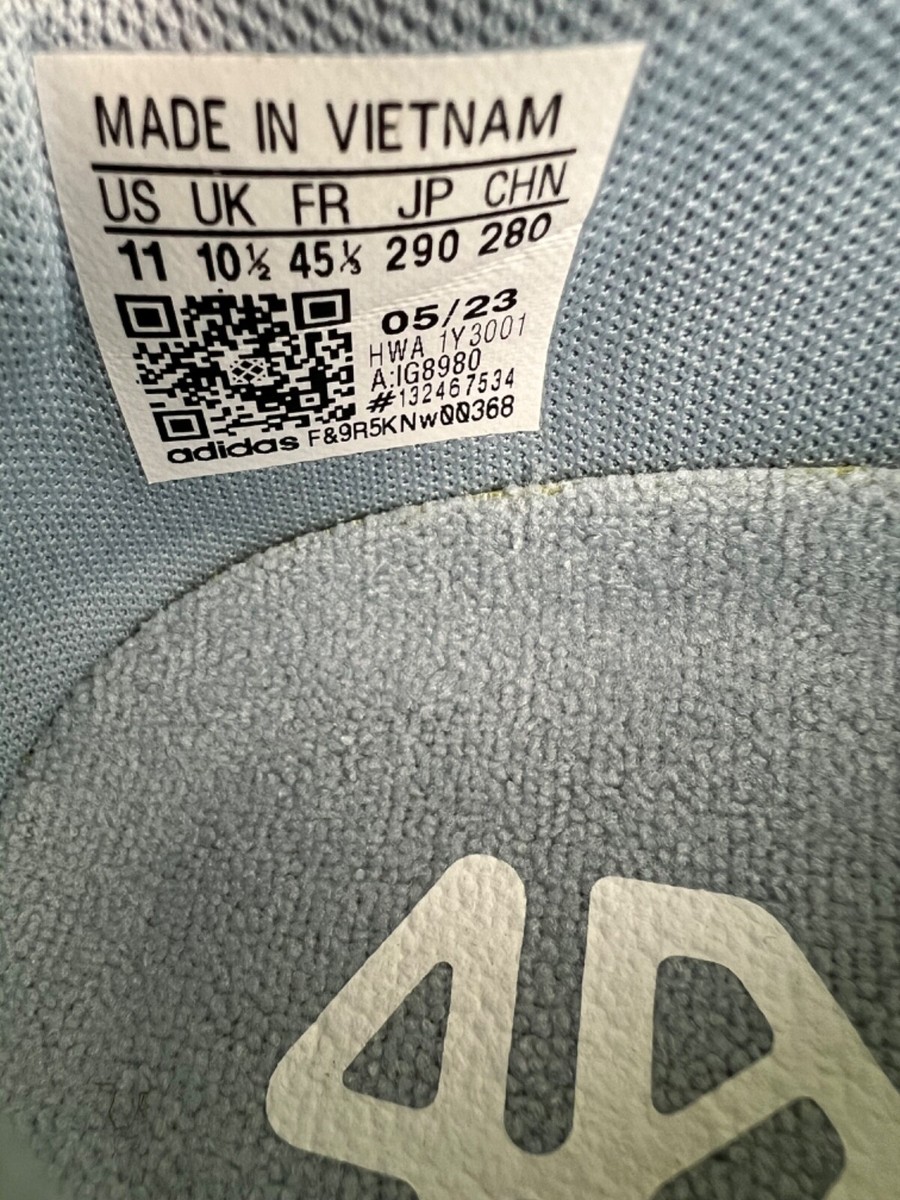 MADE IN VIETNAM
US UK FR JP CHN
11 10½ 45⅓ 290 280
05/23
HWA 1Y3001
A:IG8980
#132467534
adidas F&9R5KNw00368